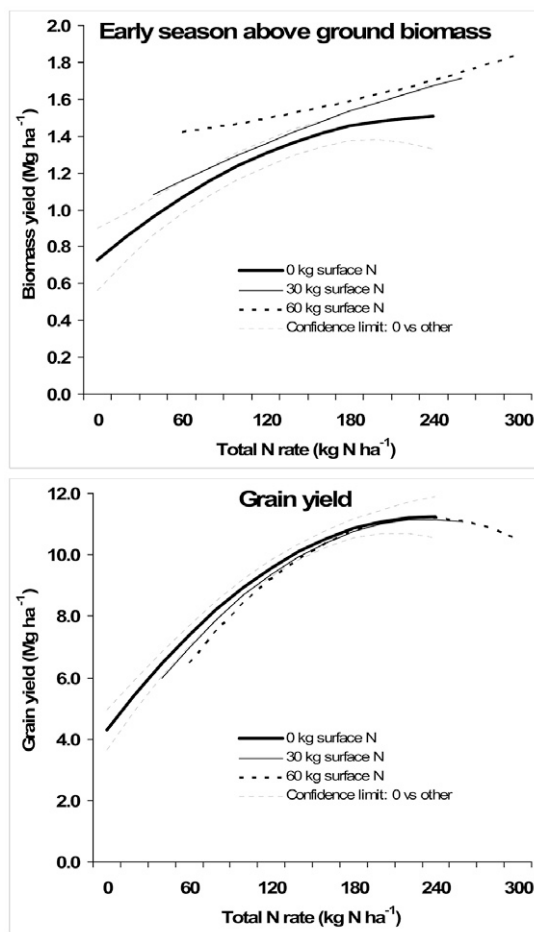 Early season above ground biomass
2.0
1.8
1.6
1.4
1.2
1.0
0.8
0.6
0.4
0.2
0.0
Biomass yield (Mg ha⁻¹)
0 kg surface N
30 kg surface N
60 kg surface N
Confidence limit: 0 vs other
0 60 120 180 240 300
Total N rate (kg N ha⁻¹)
Grain yield
12.0
10.0
8.0
6.0
4.0
2.0
0.0
Grain yield (Mg ha⁻¹)
0 kg surface N
30 kg surface N
60 kg surface N
Confidence limit: 0 vs other
0 60 120 180 240 300
Total N rate (kg N ha⁻¹)